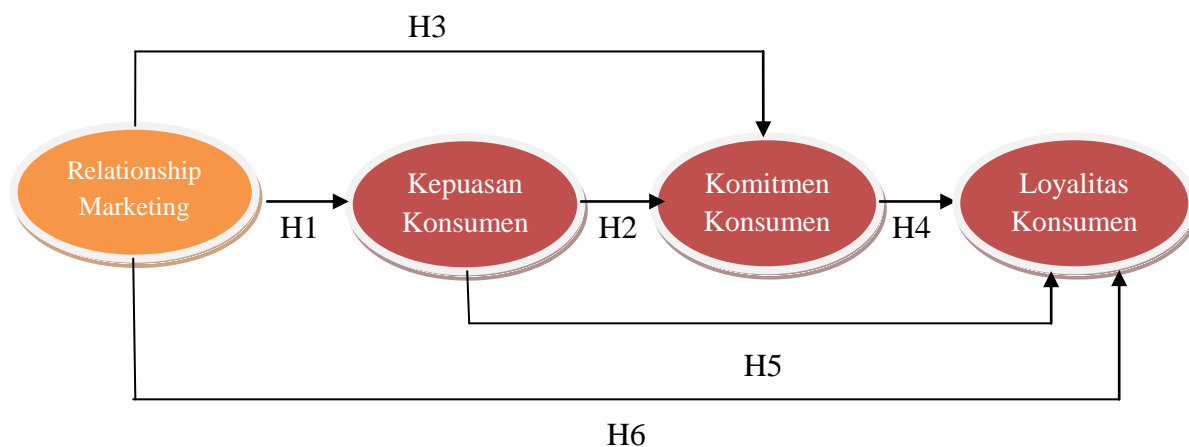 H3
Relationship
Marketing
H1
Kepuasan
Konsumen
H2
Komitmen
Konsumen
H4
Loyalitas
Konsumen
H5
H6